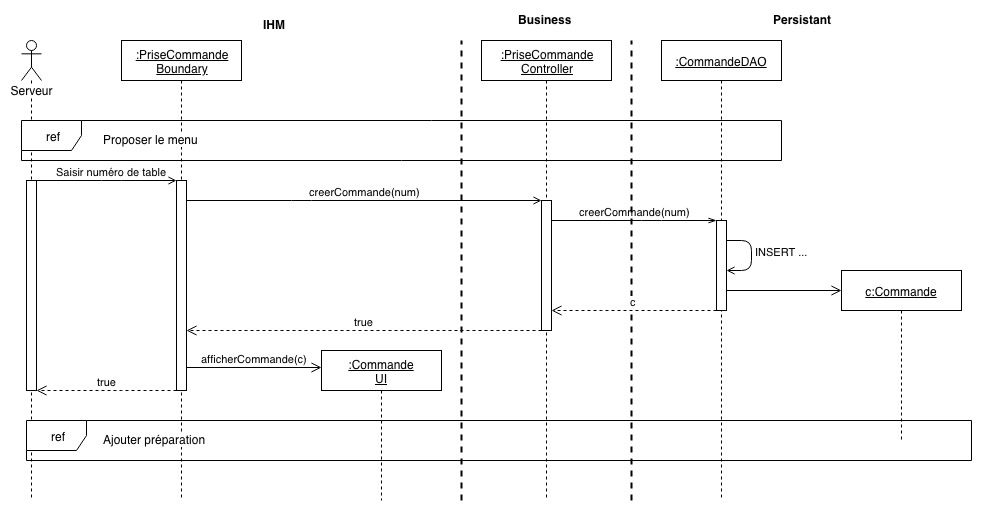 IHM
Business
Persistant
:PriseCommande
Boundary
:PriseCommande
Controller
:CommandeDAO
Serveur
ref
Proposer le menu
Saisir numéro de table
creerCommande(num)
creerCommande(num)
INSERT ...
c:Commande
c
true
afficherCommande(c)
:Commande
UI
true
ref
Ajouter préparation